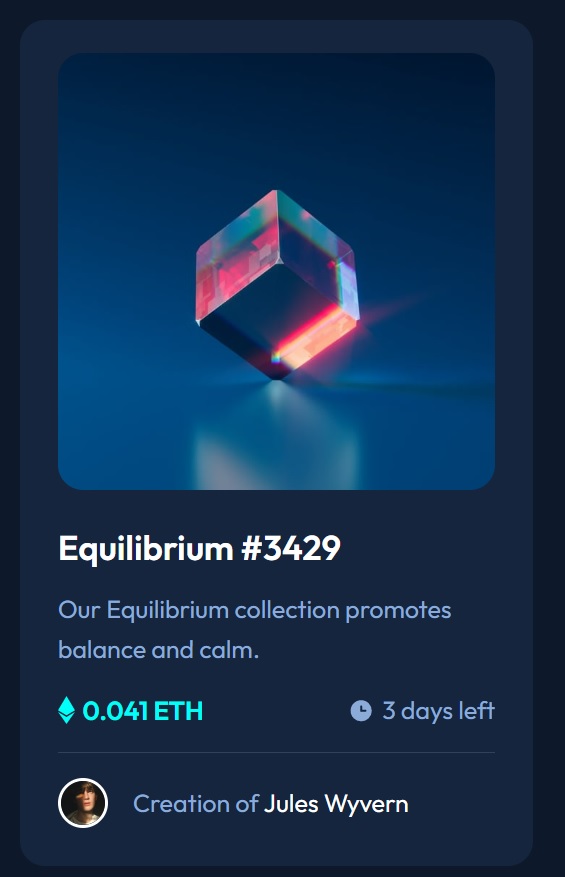 Equilibrium #3429
Our Equilibrium collection promotes
balance and calm.
0.041 ETH
3 days left
Creation of Jules Wyvern